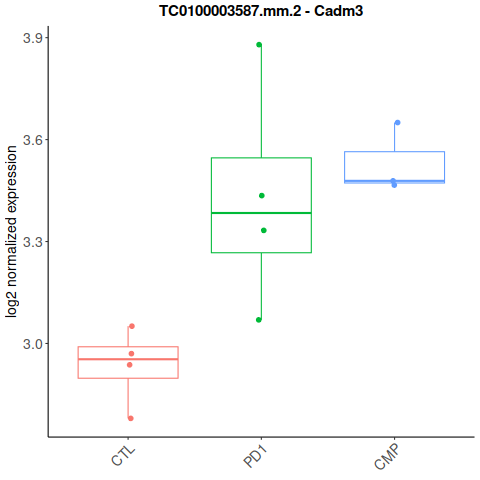 TC0100003587.mm.2 - Cadm3
log2 normalized expression
3.9
3.6
3.3
3.0
CTL
PD1
CMP